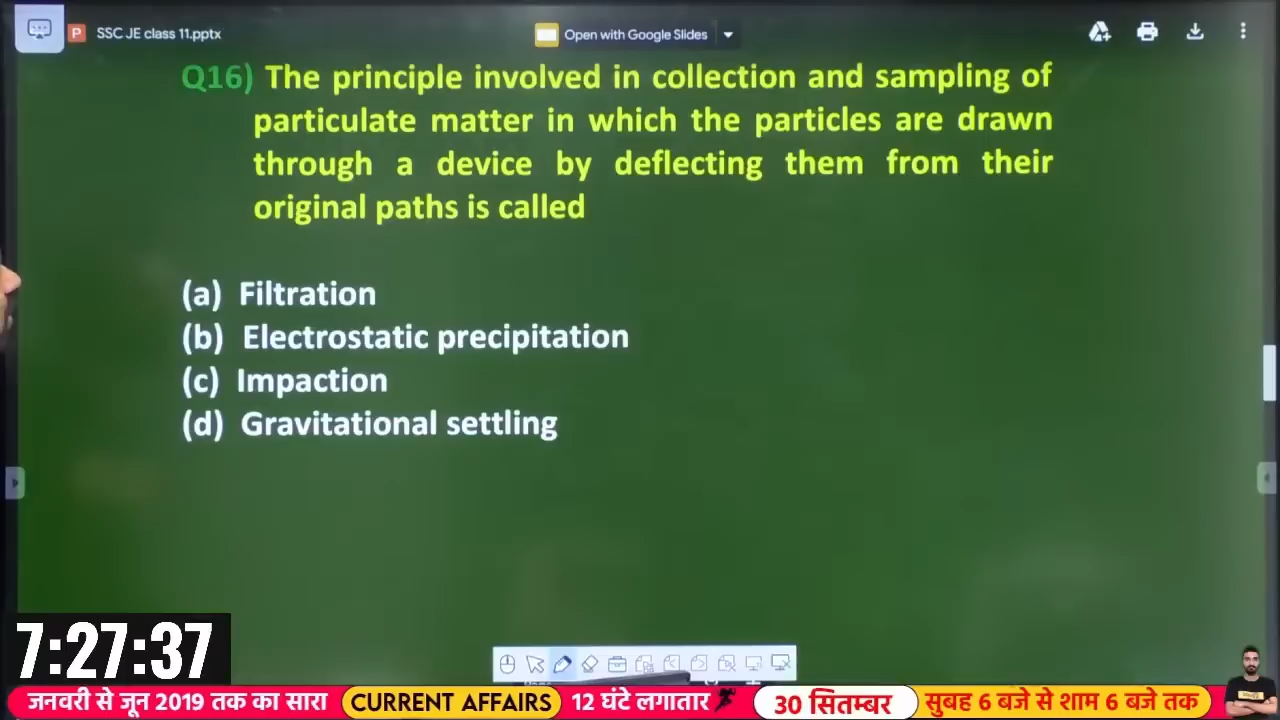 P SSC JE class 11.pptx
Open with Google Slides
Q16) The principle involved in collection and sampling of
particulate matter in which the particles are drawn
through a device by deflecting them from their
original paths is called
(a) Filtration
(b) Electrostatic precipitation
(c) Impaction
(d) Gravitational settling
7:27:37
जनवरी से जून 2019 तक का सारा CURRENT AFFAIRS 12 घंटे लगातार 30 सितम्बर सुबह 6 बजे से शाम 6 बजे तक